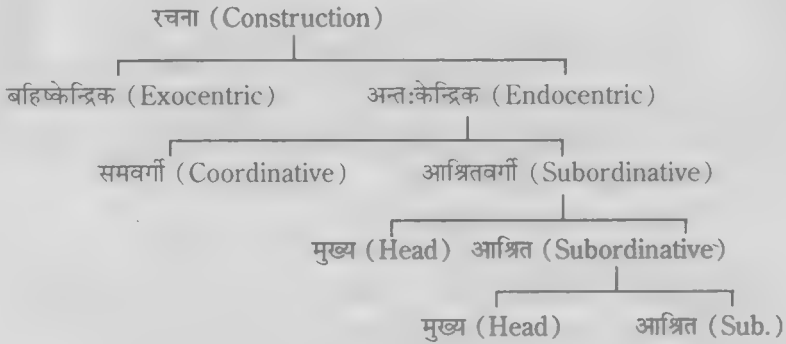 रचना (Construction)
बहिष्केन्द्रिक (Exocentric) अन्त:केन्द्रिक (Endocentric)
समवर्गी (Coordinative) आश्रितवर्गी (Subordinative)
मुख्य (Head) आश्रित (Subordinative)
मुख्य (Head) आश्रित (Sub.)